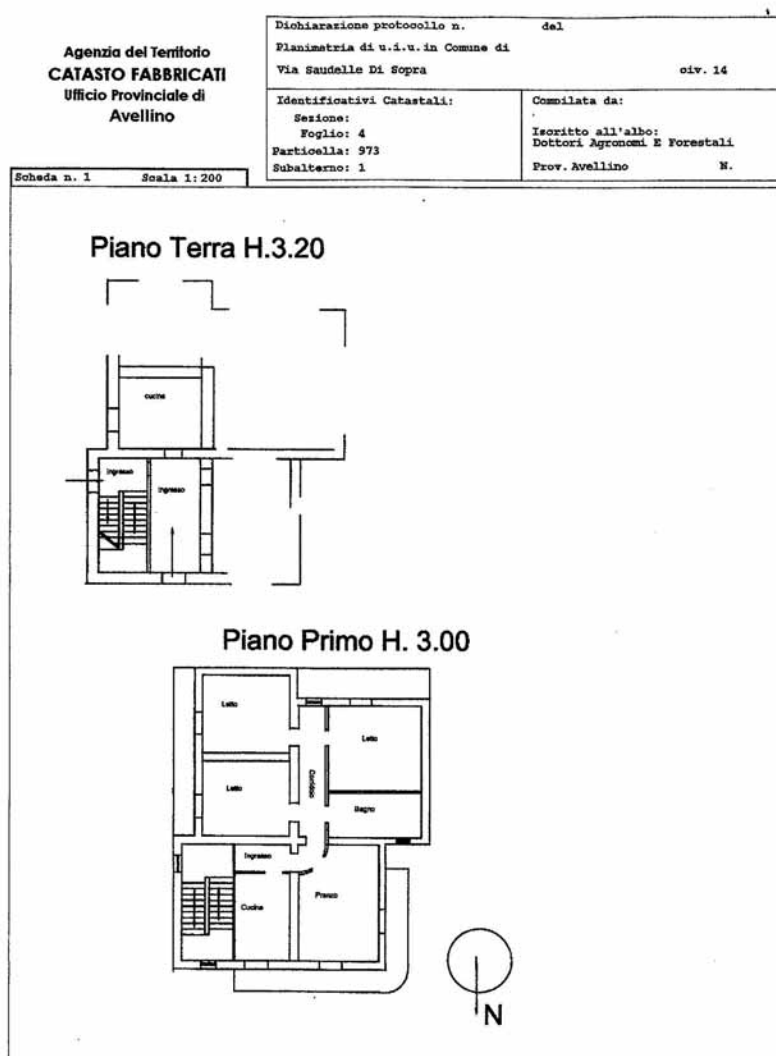 Agenzia del Territorio
CATASTO FABBRICATI
Ufficio Provinciale di
Avellino
Dichiarazione protocollo n. del
Planimetria di u.i.u. in Comune di
Via Saudelle Di Sopra civ. 14
Identificativi Catastali:
Sezione:
Foglio: 4
Particella: 973
Subalterno: 1
Compilata da:
Iscritto all'albo:
Dottori Agronomi E Forestali
Prov. Avellino N.
Scheda n. 1 Scala 1:200
Piano Terra H.3.20
cucina
Ingresso
Ingresso
Piano Primo H. 3.00
Letto
Letto
Corridoio
Letto
Bagno
Ingresso
Cucina
Pranzo
N